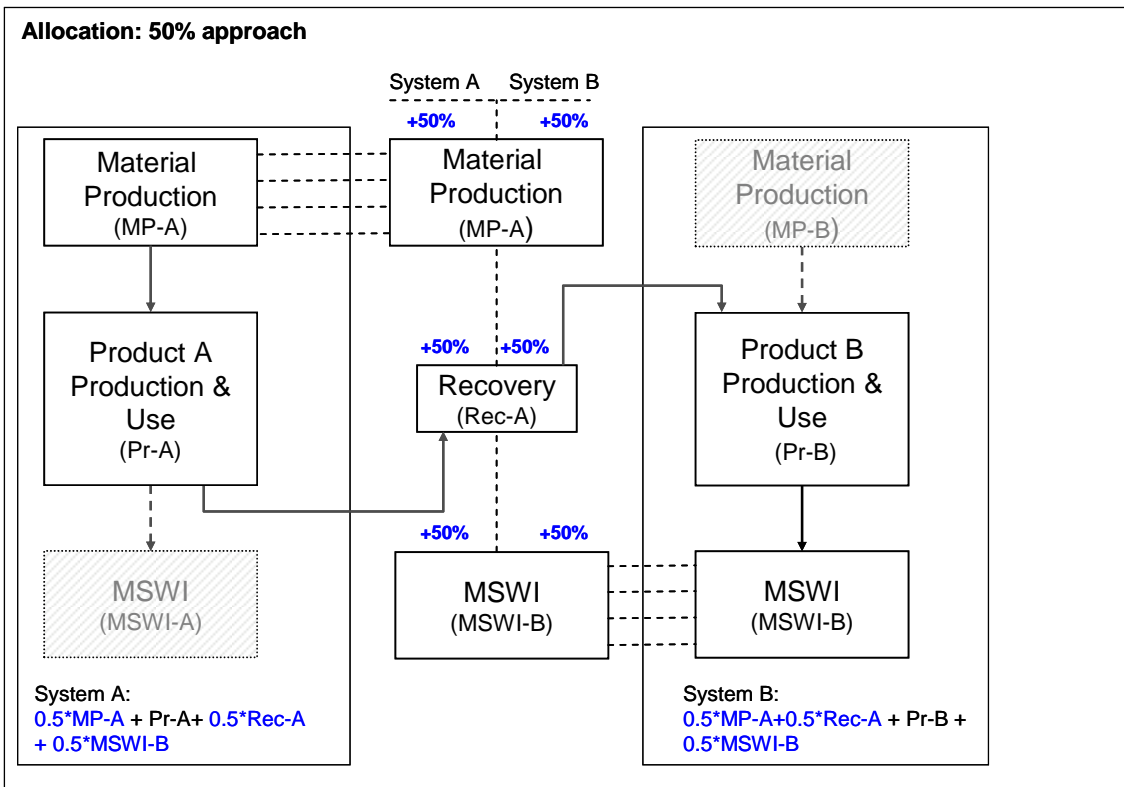 Allocation: 50% approach
System A
System B
+50%
+50%
Material
Production
(MP-A)
Material
Production
(MP-A)
Material
Production
(MP-B)
Product A
Production &
Use
(Pr-A)
+50%
+50%
Recovery
(Rec-A)
Product B
Production &
Use
(Pr-B)
+50%
+50%
MSWI
(MSWI-A)
MSWI
(MSWI-B)
MSWI
(MSWI-B)
System A:
0.5*MP-A + Pr-A+ 0.5*Rec-A
+ 0.5*MSWI-B
System B:
0.5*MP-A+0.5*Rec-A + Pr-B +
0.5*MSWI-B